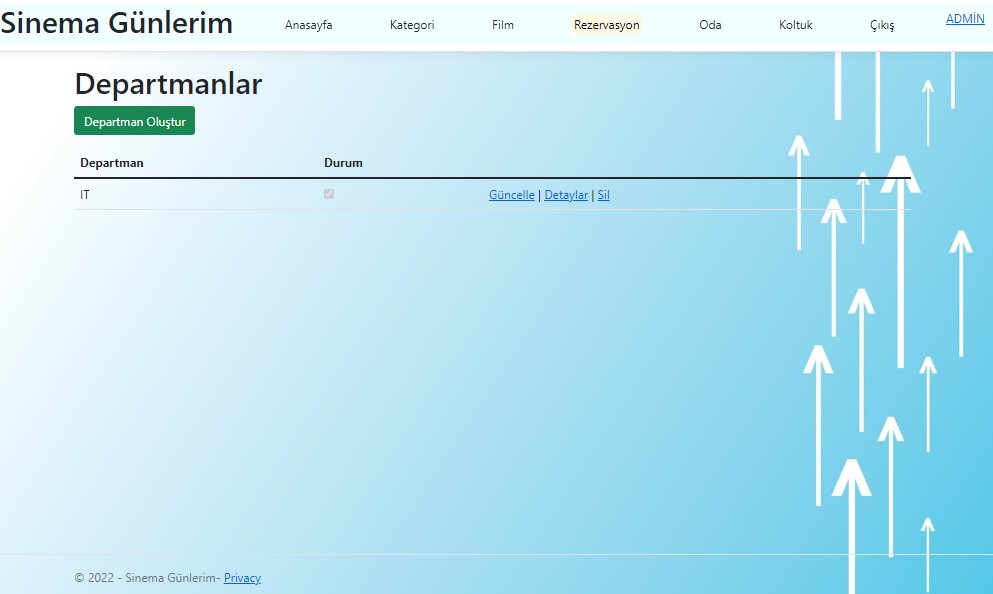 Sinema Günlerim Anasayfa Kategori Film Rezervasyon Oda Koltuk Çıkış ADMİN
Departmanlar
Departman Oluştur
Departman Durum
IT Güncelle | Detaylar | Sil
© 2022 - Sinema Günlerim- Privacy